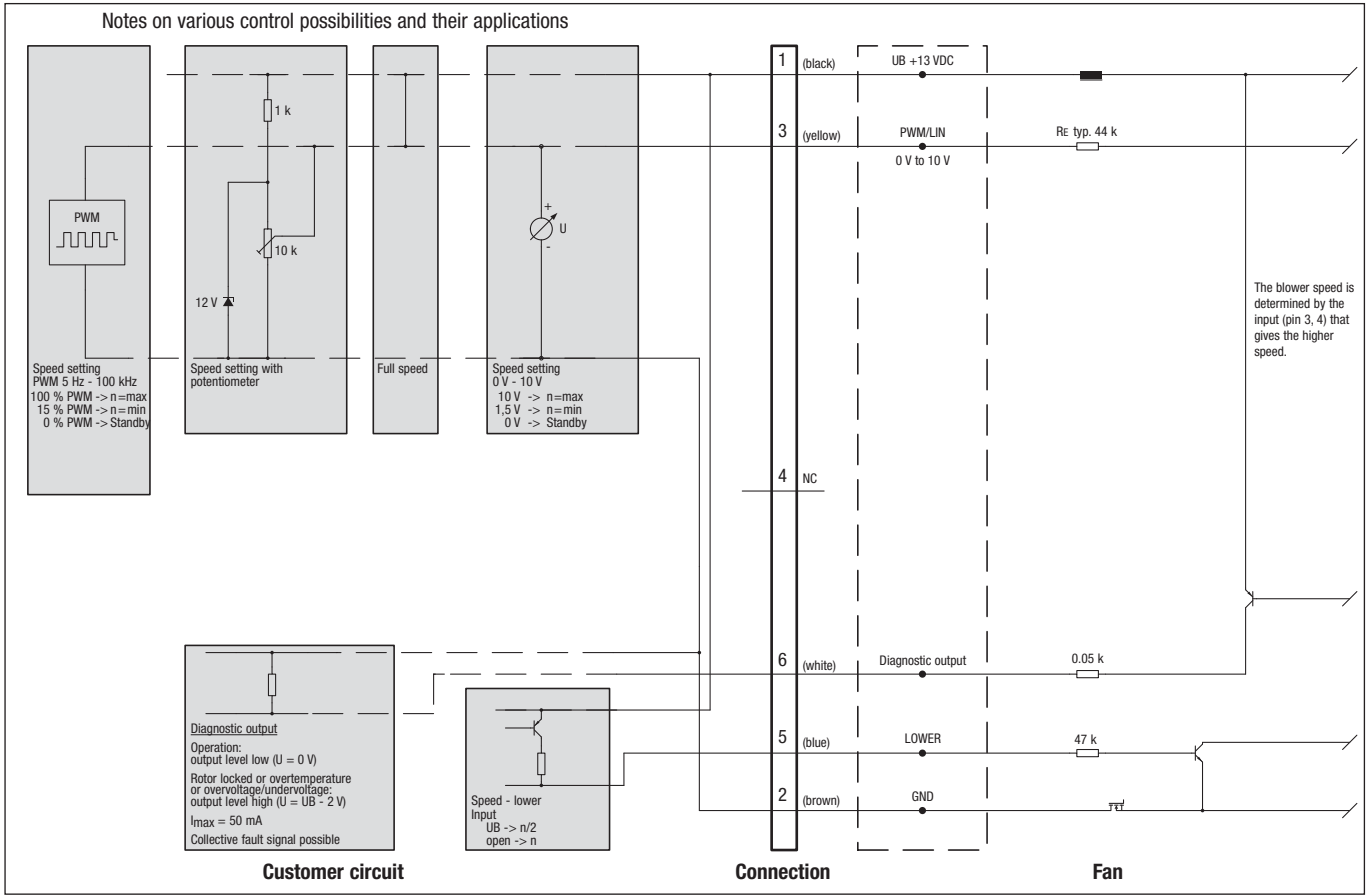 Notes on various control possibilities and their applications
PWM
Speed setting
PWM 5 Hz - 100 kHz
100 % PWM -> n=max
15 % PWM -> n=min
0 % PWM -> Standby
1 k
10 k
12 V
Speed setting with
potentiometer
Full speed
+
U
-
Speed setting
0 V - 10 V
10 V -> n=max
1,5 V -> n=min
0 V -> Standby
1 (black)
UB +13 VDC
3 (yellow)
PWM/LIN
0 V to 10 V
RE typ. 44 k
The blower speed is
determined by the
input (pin 3, 4) that
gives the higher
speed.
4 NC
6 (white)
Diagnostic output
0.05 k
5 (blue)
LOWER
47 k
2 (brown)
GND
Diagnostic output
Operation:
output level low (U = 0 V)
Rotor locked or overtemperature
or overvoltage/undervoltage:
output level high (U = UB - 2 V)
Imax = 50 mA
Collective fault signal possible
Speed - lower
Input
UB -> n/2
open -> n
Customer circuit
Connection
Fan